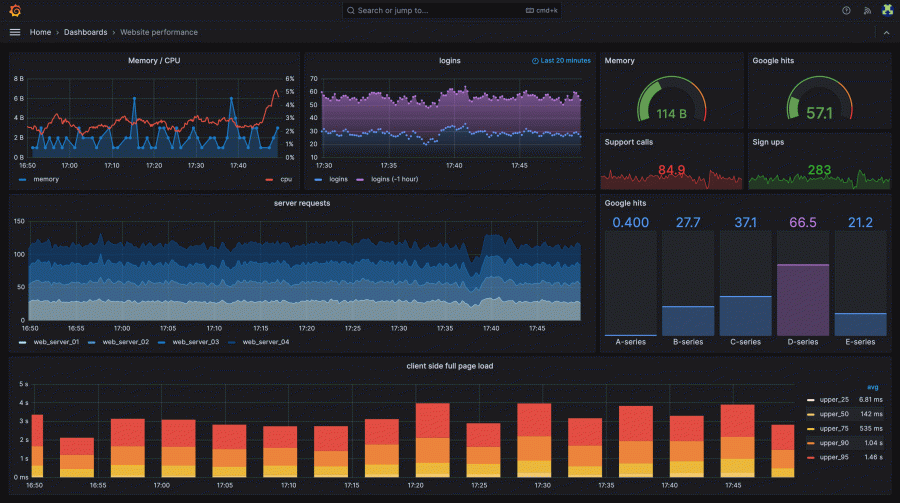 Search or jump to... cmd+k
Home > Dashboards > Website performance
Memory / CPU
8 B
6 B
4 B
2 B
0 B
6%
5%
4%
3%
2%
1%
0%
16:50 17:00 17:10 17:20 17:30 17:40
memory cpu
logins
Last 20 minutes
70
60
50
40
30
20
10
17:30 17:35 17:40 17:45
logins logins (-1 hour)
Memory
114 B
Google hits
57.1
Support calls
84.9
Sign ups
283
server requests
150
100
50
0
16:50 16:55 17:00 17:05 17:10 17:15 17:20 17:25 17:30 17:35 17:40 17:45
web_server_01 web_server_02 web_server_03 web_server_04
Google hits
0.400 27.7 37.1 66.5 21.2
A-series B-series C-series D-series E-series
client side full page load
5 s
4 s
3 s
2 s
1 s
0 ms
16:50 16:55 17:00 17:05 17:10 17:15 17:20 17:25 17:30 17:35 17:40 17:45
avg
upper_25 6.81 ms
upper_50 142 ms
upper_75 535 ms
upper_90 1.04 s
upper_95 1.46 s